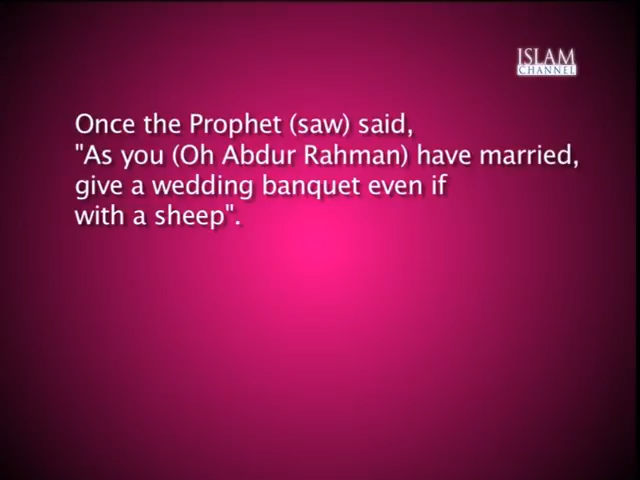 ISLAM
CHANNEL
Once the Prophet (saw) said,
"As you (Oh Abdur Rahman) have married,
give a wedding banquet even if
with a sheep".